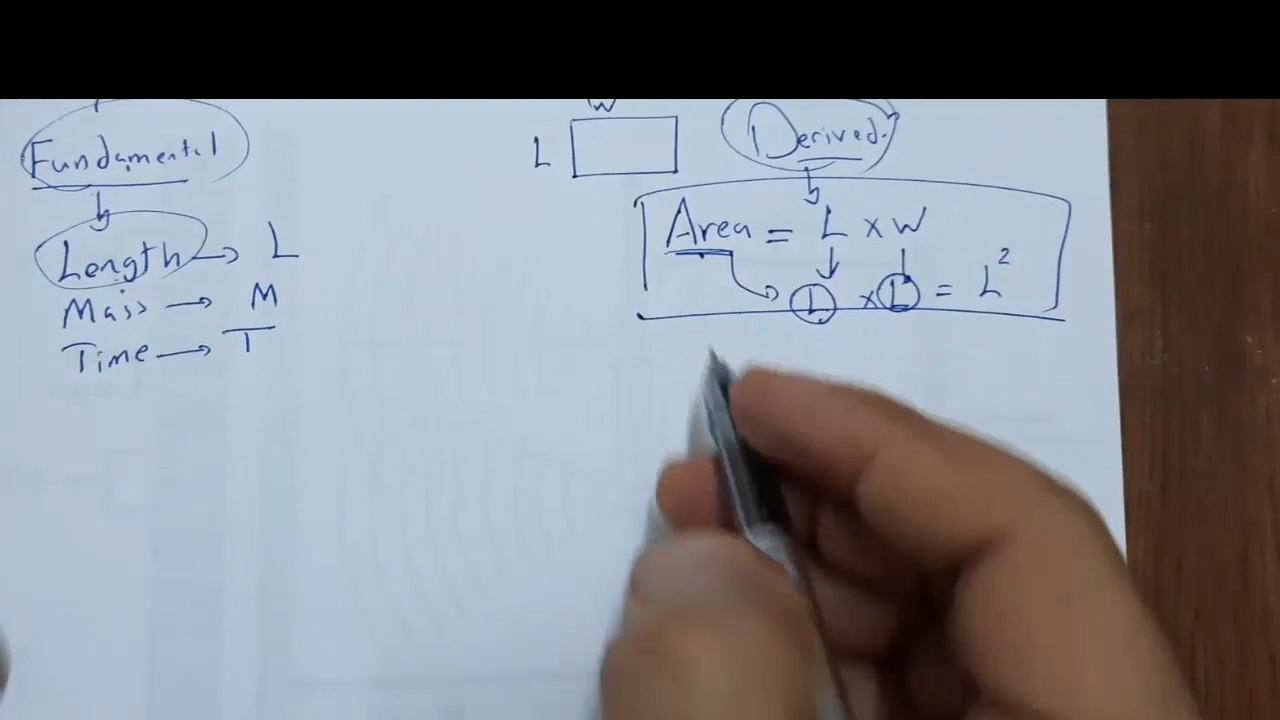 Fundamental
Length → L
Mass → M
Time → T
W
L
Derived.
Area = L x W
L x L = L²